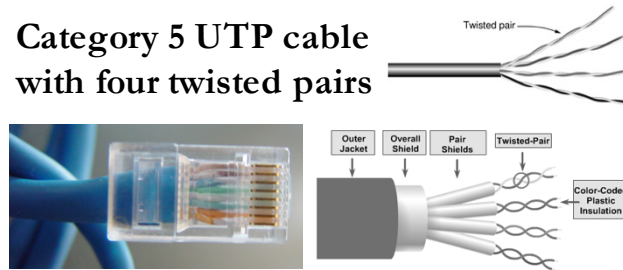 Category 5 UTP cable
with four twisted pairs
Twisted pair
Outer
Jacket
Overall
Shield
Pair
Shields
Twisted-Pair
Color-Coded
Plastic
Insulation